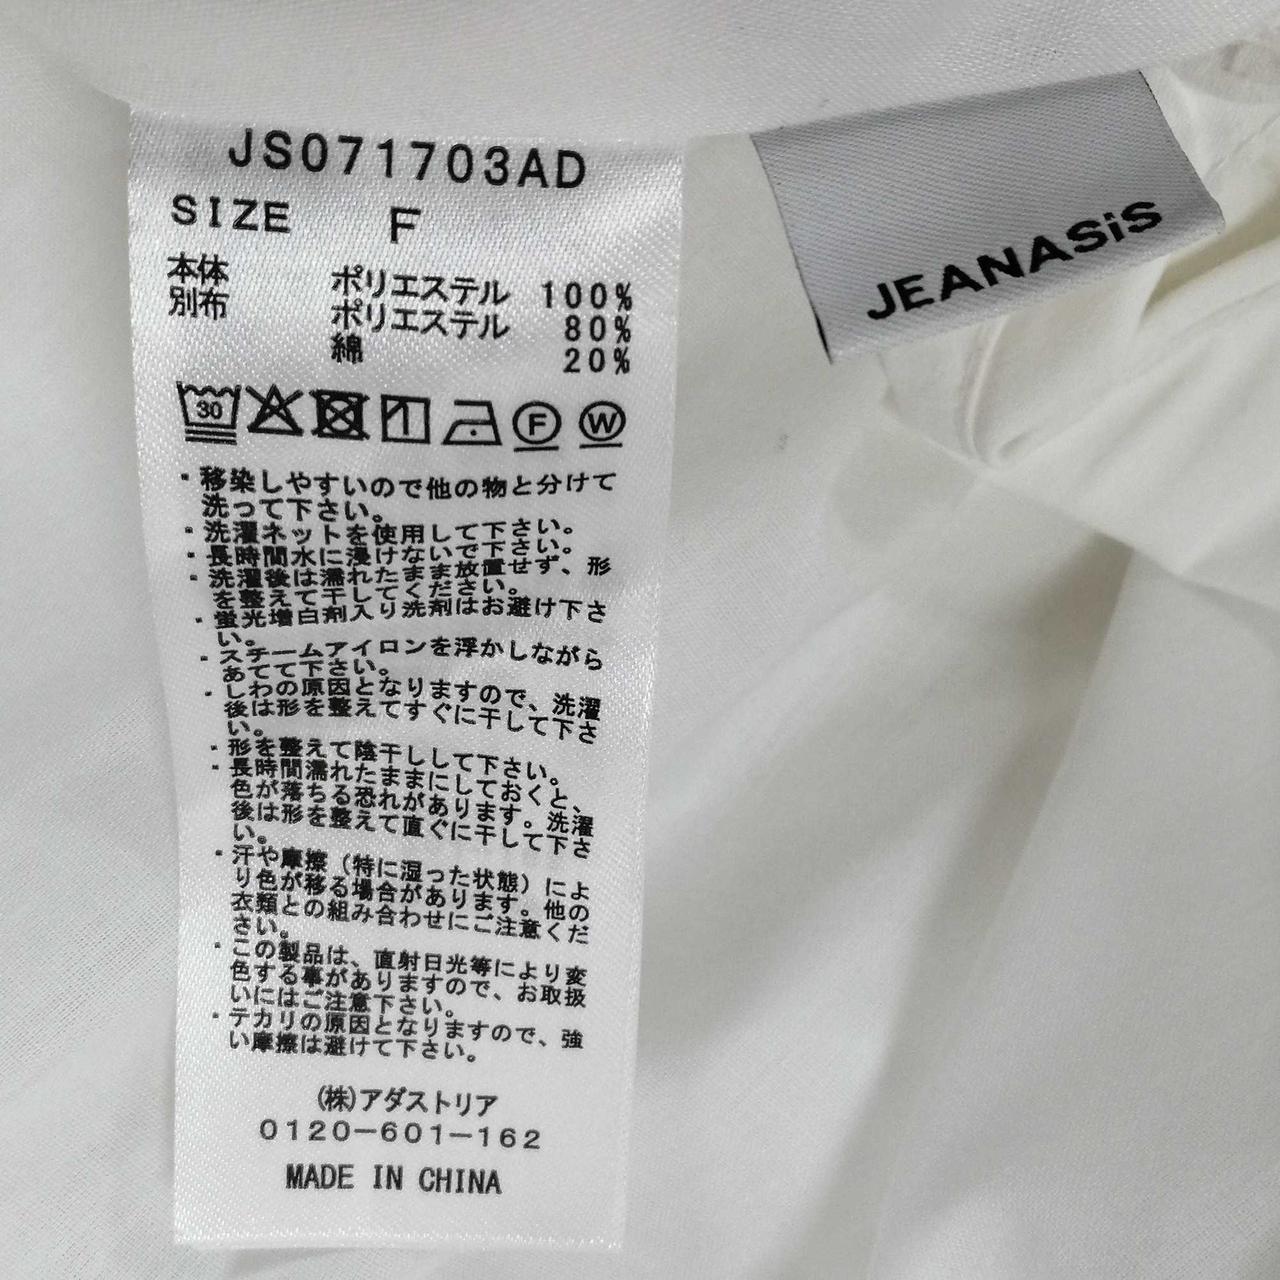 JS071703AD
SIZE F
本体 ポリエステル 100%
別布 ポリエステル 80%
綿 20%
30 F W
・移染しやすいので他の物と分けて
洗って下さい。
・洗濯ネットを使用して下さい。
・長時間水に浸けないで下さい。
・洗濯後は濡れたまま放置せず、形
を整えて干してください。
・蛍光増白剤入り洗剤はお避け下さ
い。
・スチームアイロンを浮かしながら
あてて下さい。
・しわの原因となりますので、洗濯
後は形を整えてすぐに干して下さ
い。
・形を整えて陰干しして下さい。
・長時間濡れたままにしておくと、
色が落ちる恐れがあります。洗濯
後は形を整えて直ぐに干して下さ
い。
・汗や摩擦(特に湿った状態)によ
り色が移る場合があります。他の
衣類との組み合わせにご注意くだ
さい。
・この製品は、直射日光等により変
色する事がありますので、お取扱
いにはご注意下さい。
・テカリの原因となりますので、強
い摩擦は避けて下さい。
(株)アダストリア
0120-601-162
MADE IN CHINA
JEANASiS